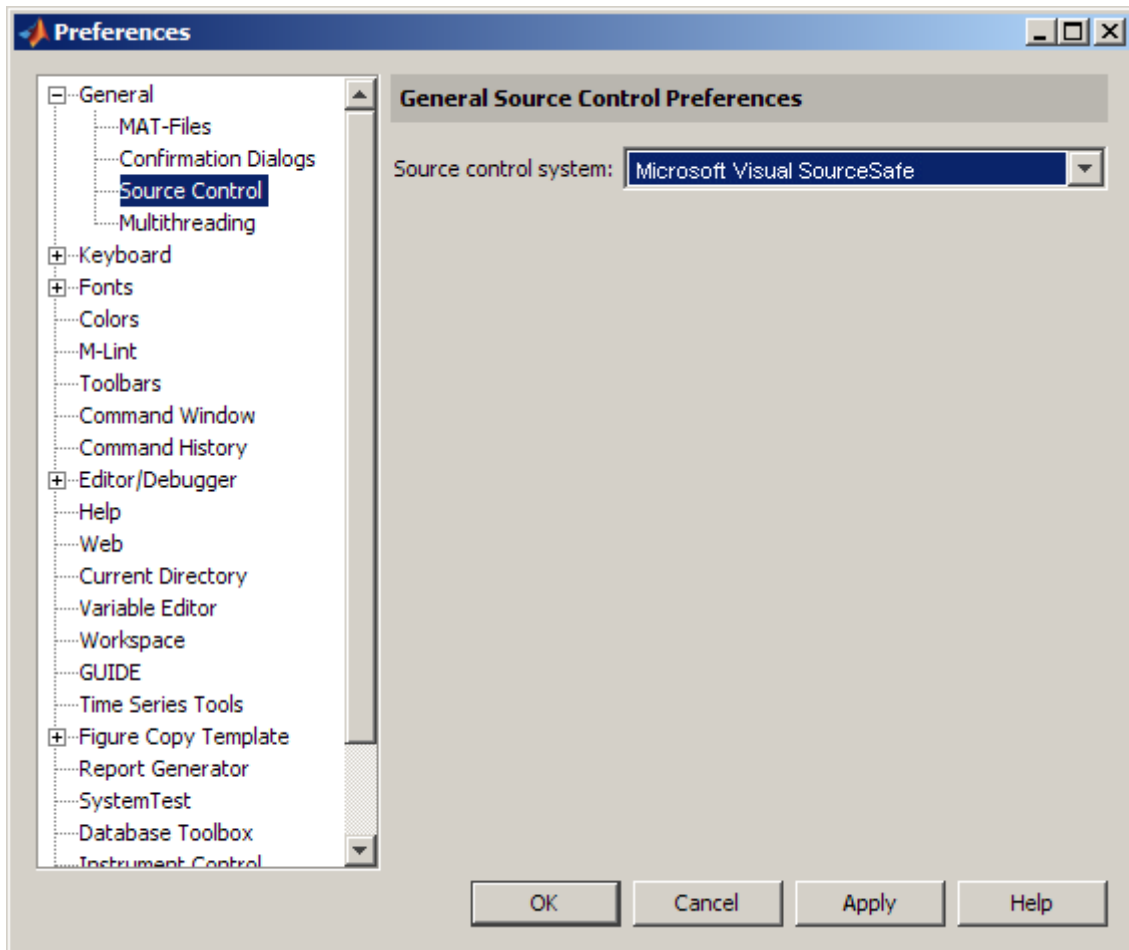 Preferences
General
MAT-Files
Confirmation Dialogs
Source Control
Multithreading
Keyboard
Fonts
Colors
M-Lint
Toolbars
Command Window
Command History
Editor/Debugger
Help
Web
Current Directory
Variable Editor
Workspace
GUIDE
Time Series Tools
Figure Copy Template
Report Generator
SystemTest
Database Toolbox
Instrument Control
General Source Control Preferences
Source control system: Microsoft Visual SourceSafe
OK Cancel Apply Help